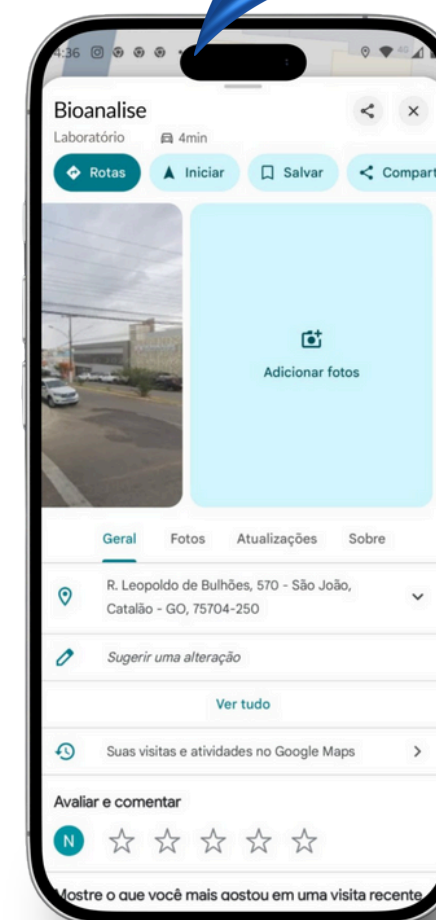 4:36
4G
Bioanalise
Laboratório 4min
Rotas Iniciar Salvar Compart
Adicionar fotos
Geral Fotos Atualizações Sobre
R. Leopoldo de Bulhões, 570 - São João,
Catalão - GO, 75704-250
Sugerir uma alteração
Ver tudo
Suas visitas e atividades no Google Maps
Avaliar e comentar
N
Mostre o que você mais gostou em uma visita recente